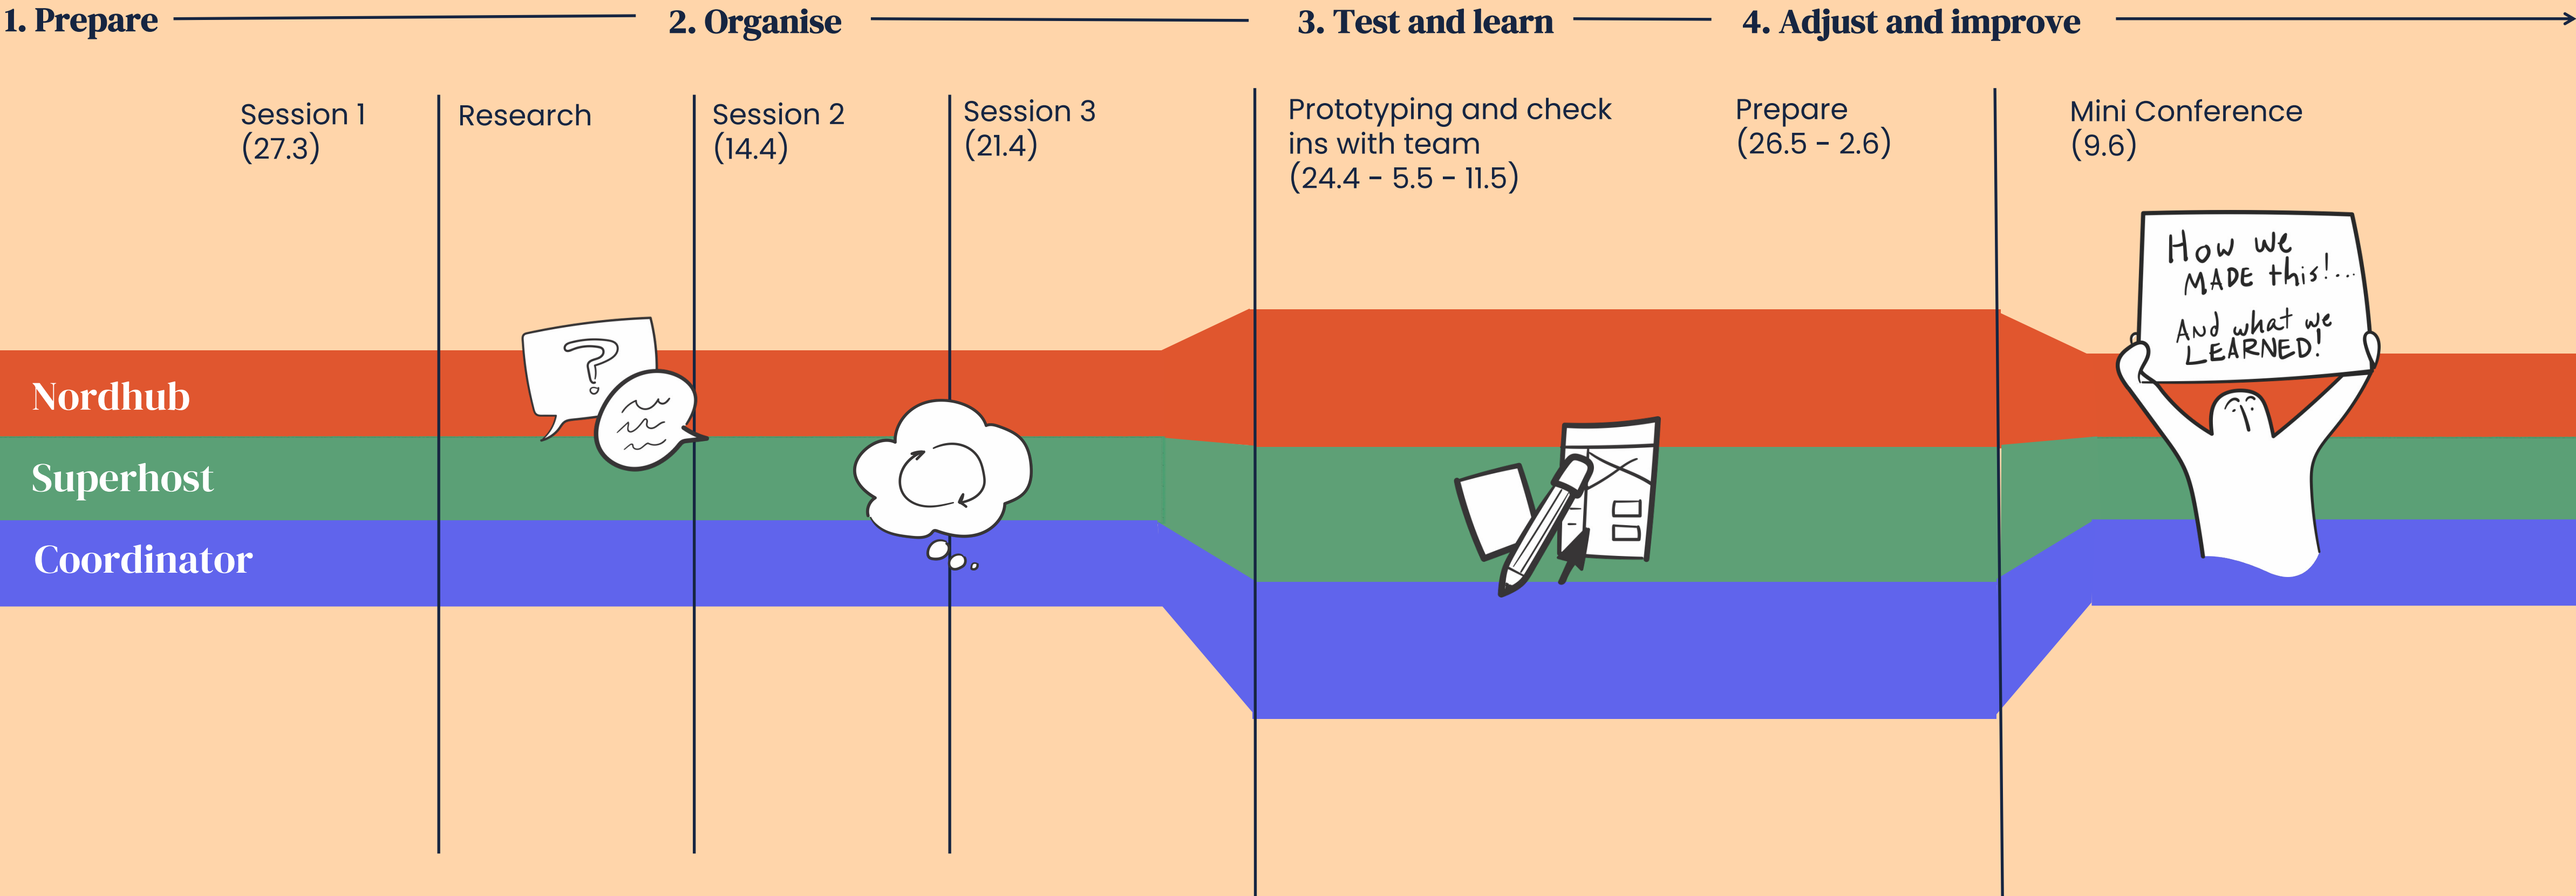 1. Prepare
2. Organise
3. Test and learn
4. Adjust and improve
Session 1
(27.3)
Research
Session 2
(14.4)
Session 3
(21.4)
Prototyping and check
ins with team
(24.4 - 5.5 - 11.5)
Prepare
(26.5 - 2.6)
Mini Conference
(9.6)
How we
MADE this!...
And what we
LEARNED!
Nordhub
Superhost
Coordinator